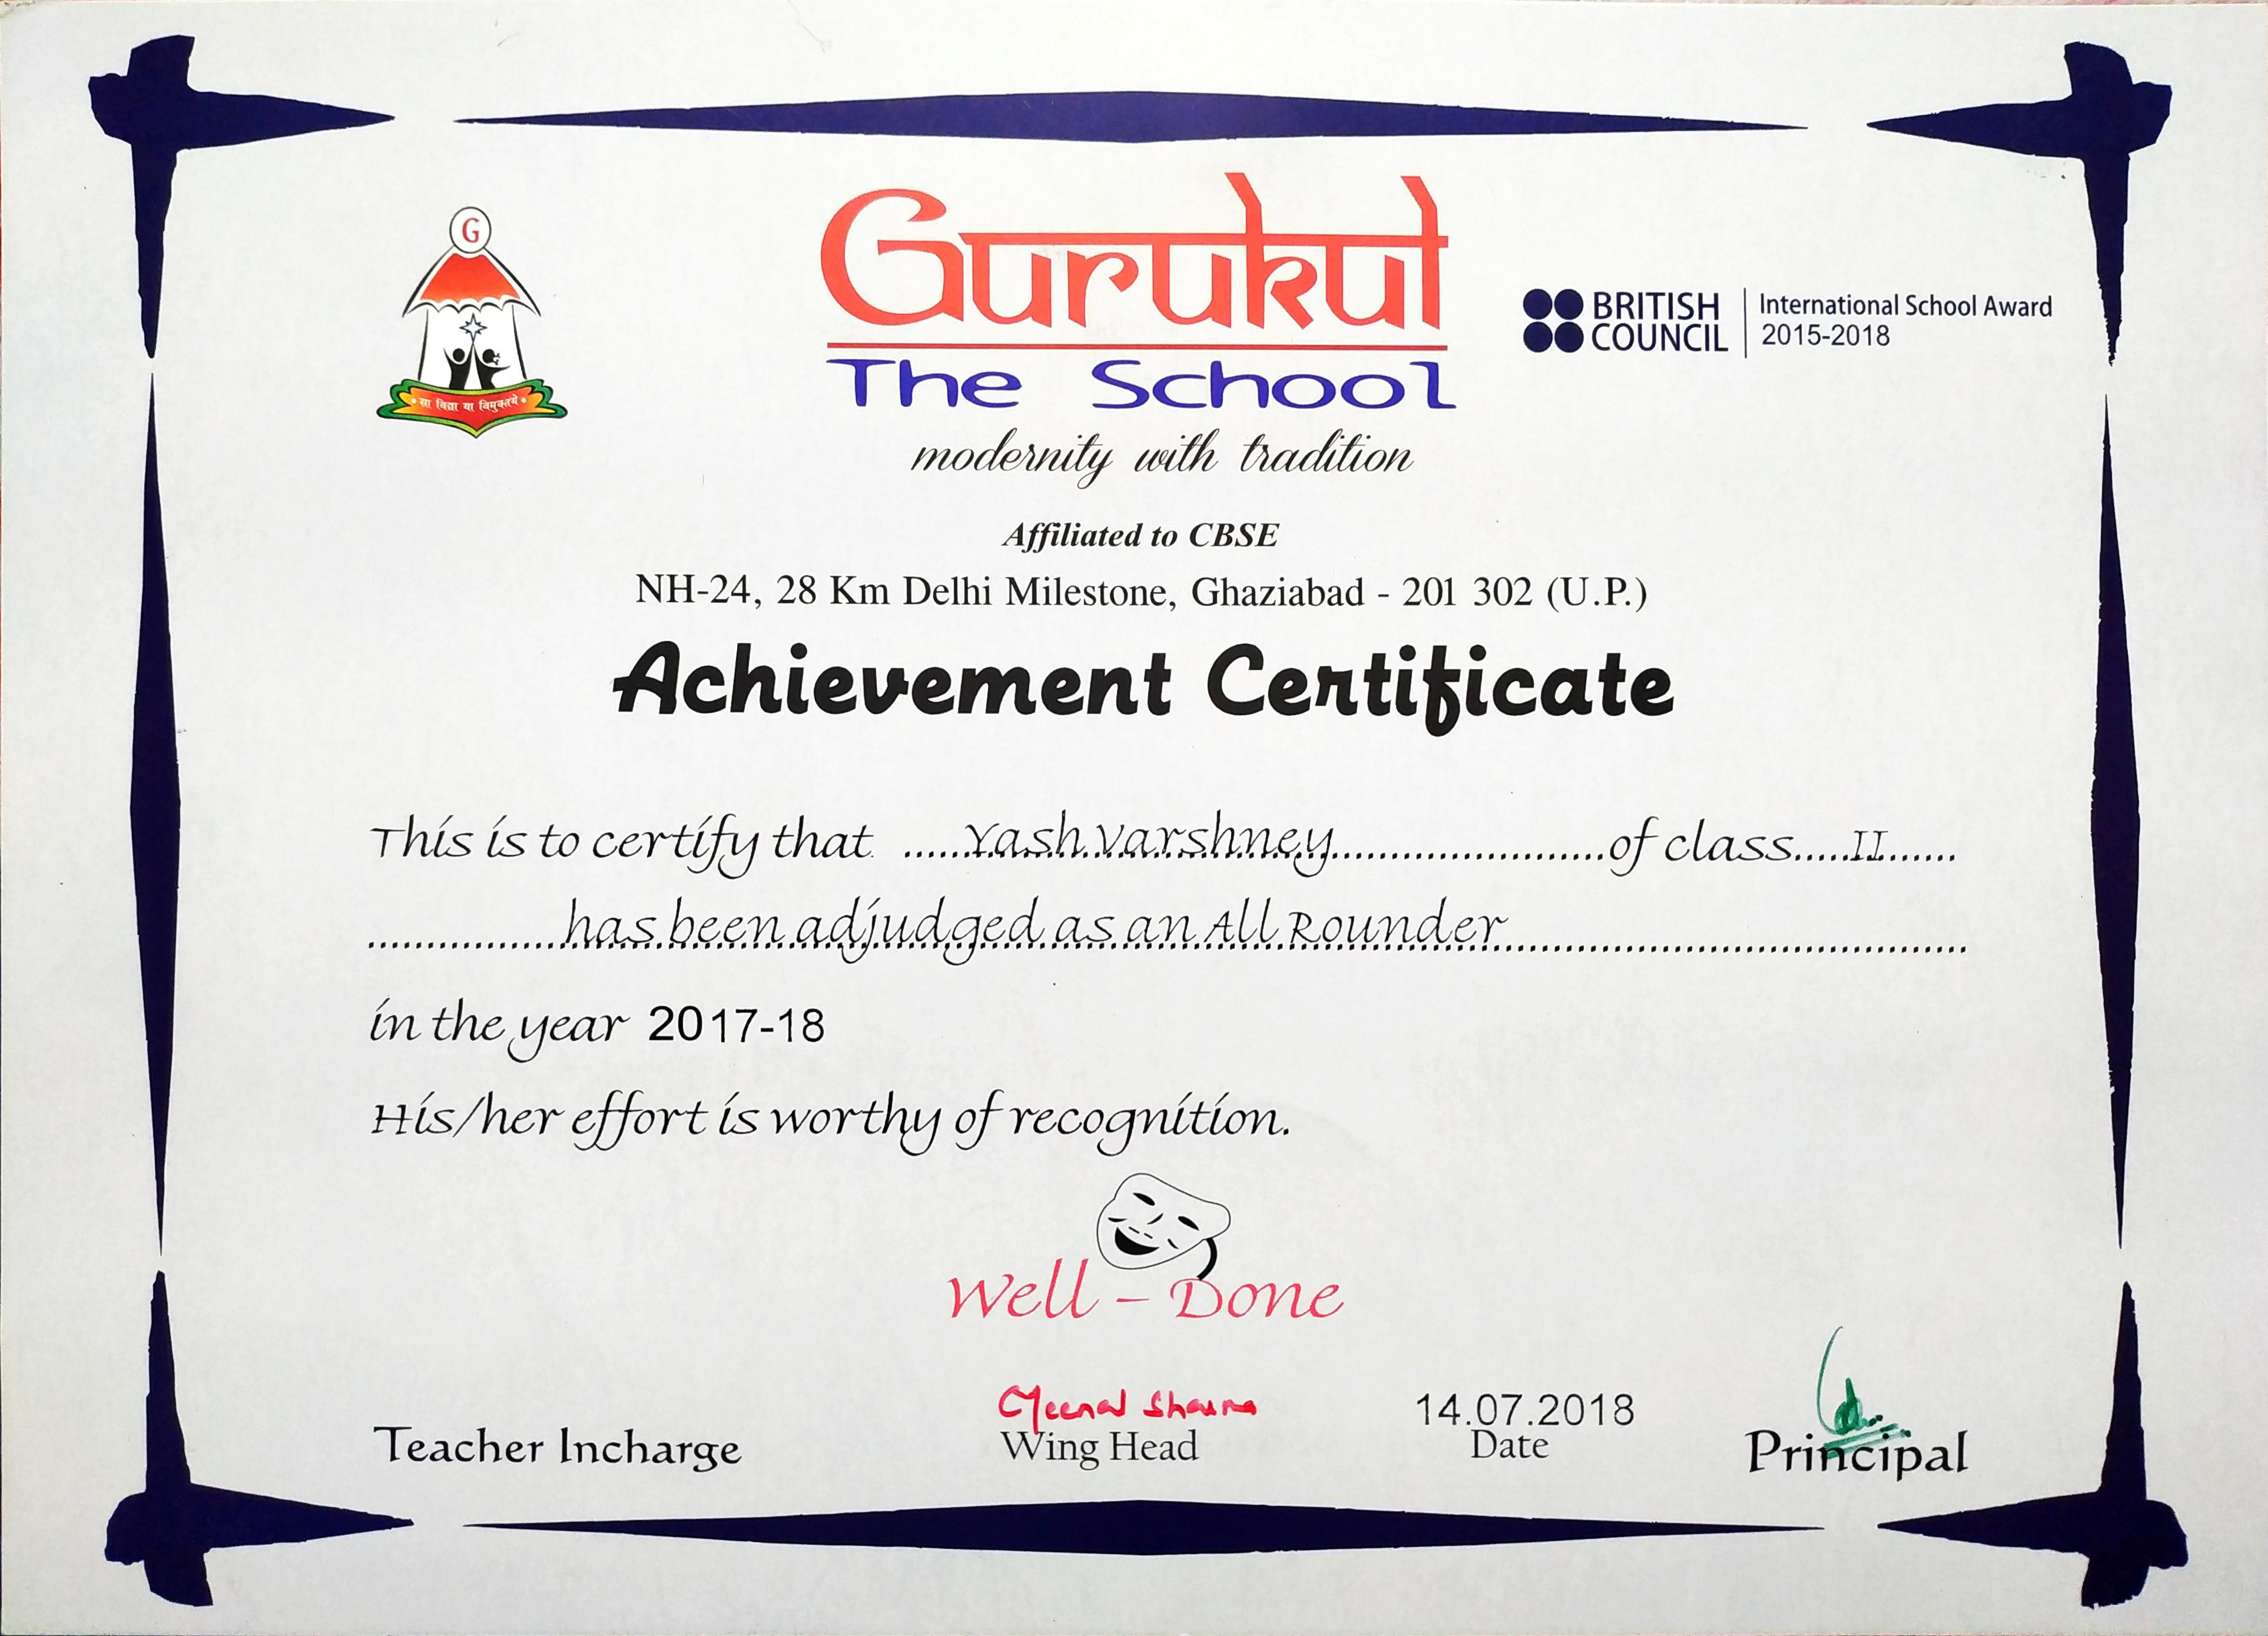 G
सा विद्या या विमुक्तये
Gurukul
The School
modernity with tradition
BRITISH COUNCIL
International School Award
2015-2018
Affiliated to CBSE
NH-24, 28 Km Delhi Milestone, Ghaziabad - 201 302 (U.P.)
Achievement Certificate
This is to certify that ......Yash Varshney.......................of class.....II......
................has been adjudged as an All Rounder.......................................
in the year 2017-18
His/her effort is worthy of recognition.
Well - Done
Meenal Sharma
14.07.2018
Teacher Incharge
Wing Head
Date
Principal